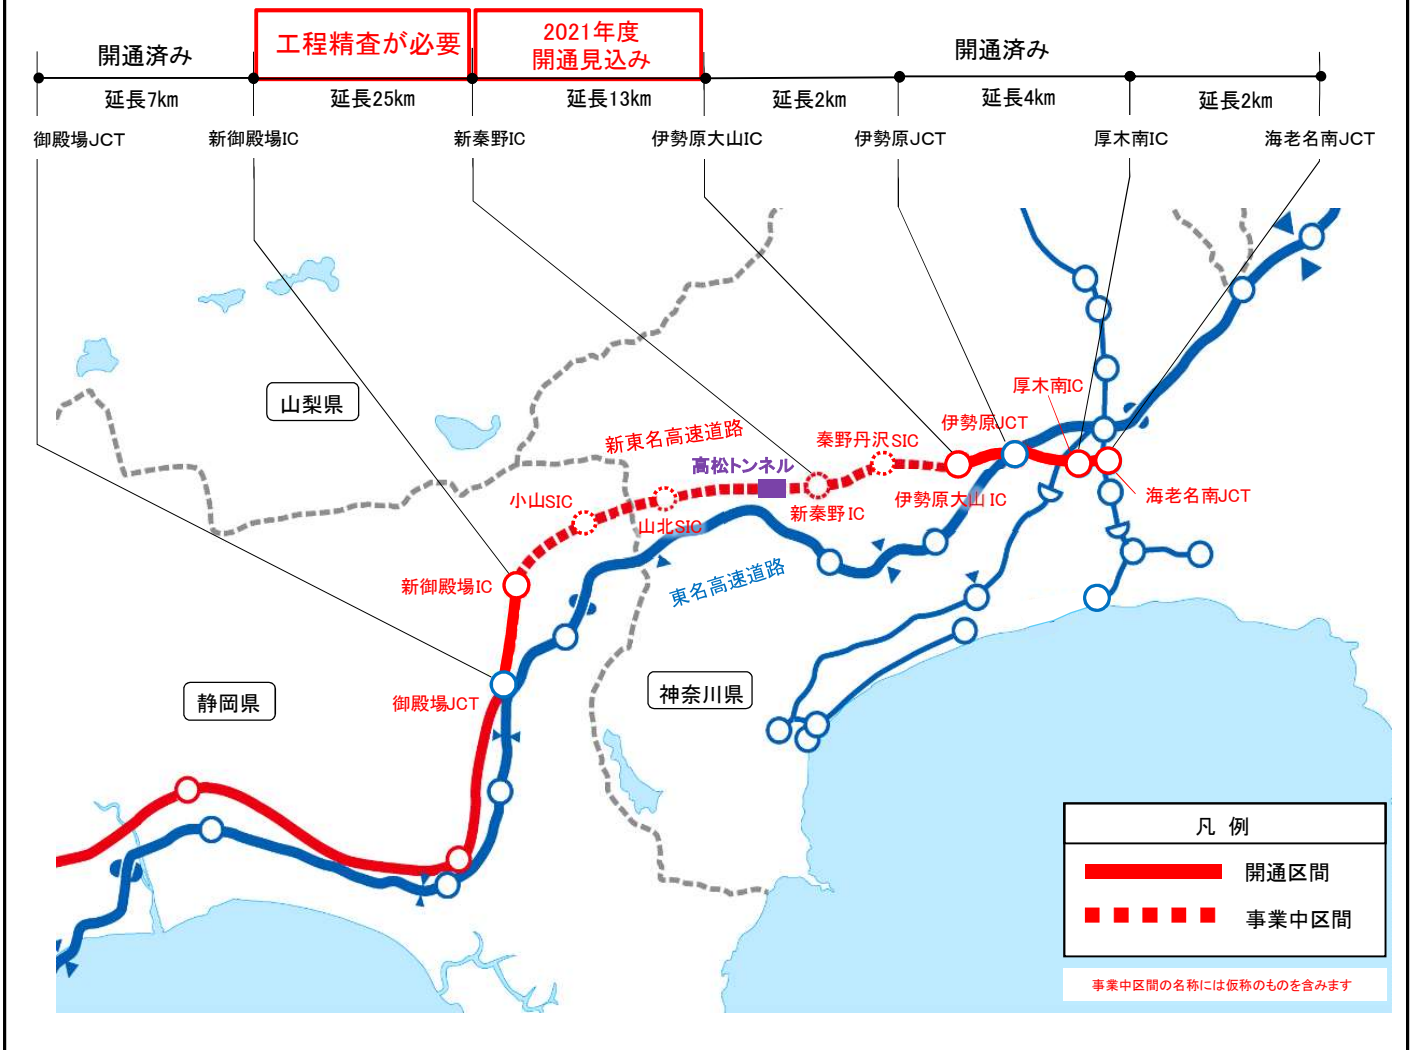 工程精査が必要
2021年度
開通見込み
開通済み
開通済み
延長7km
延長25km
延長13km
延長2km
延長4km
延長2km
御殿場JCT
新御殿場IC
新秦野IC
伊勢原大山IC
伊勢原JCT
厚木南IC
海老名南JCT
山梨県
新東名高速道路
高松トンネル
秦野丹沢SIC
伊勢原JCT
厚木南IC
小山SIC
山北SIC
新秦野IC
伊勢原大山IC
海老名南JCT
新御殿場IC
東名高速道路
静岡県
御殿場JCT
神奈川県
凡 例
開通区間
事業中区間
事業中区間の名称には仮称のものを含みます